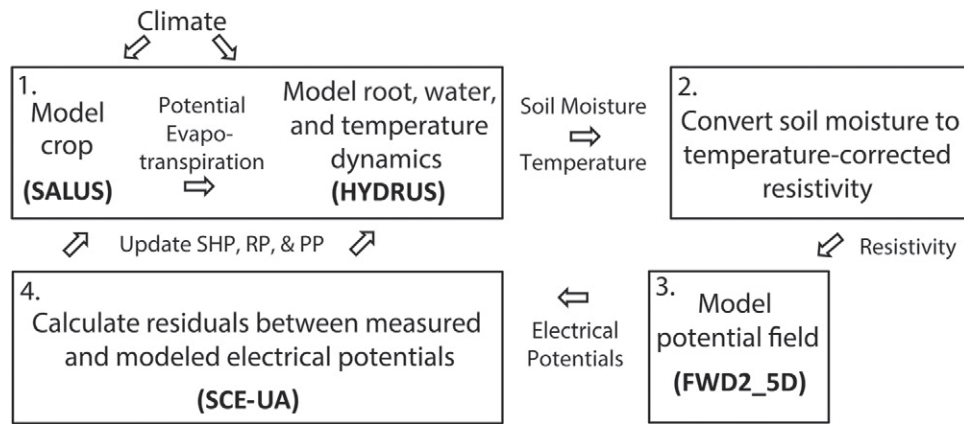 Climate
1.
Model
crop
(SALUS)
Potential
Evapo-
transpiration
Model root, water,
and temperature
dynamics
(HYDRUS)
Soil Moisture
Temperature
2.
Convert soil moisture to
temperature-corrected
resistivity
Resistivity
3.
Model
potential field
(FWD2_5D)
Electrical
Potentials
4.
Calculate residuals between measured
and modeled electrical potentials
(SCE-UA)
Update SHP, RP, & PP